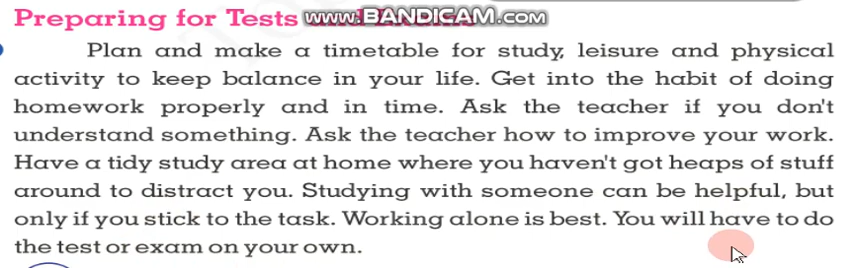 Preparing for Tests www.BANDICAM.com
Plan and make a timetable for study, leisure and physical
activity to keep balance in your life. Get into the habit of doing
homework properly and in time. Ask the teacher if you don't
understand something. Ask the teacher how to improve your work.
Have a tidy study area at home where you haven't got heaps of stuff
around to distract you. Studying with someone can be helpful, but
only if you stick to the task. Working alone is best. You will have to do
the test or exam on your own.